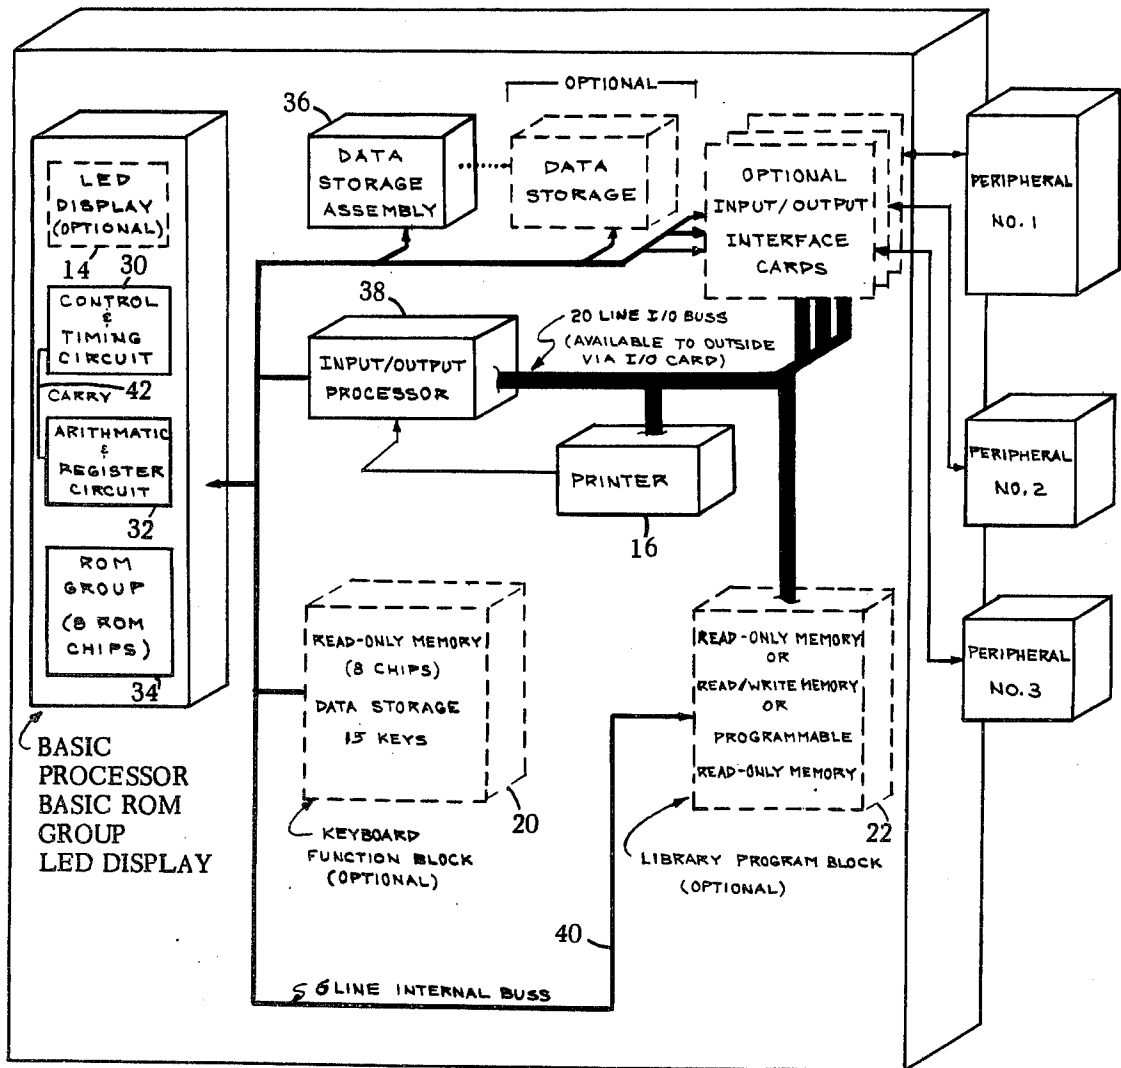 OPTIONAL
36
DATA
STORAGE
ASSEMBLY
DATA
STORAGE
OPTIONAL
INPUT/OUTPUT
INTERFACE
CARDS
PERIPHERAL
NO. 1
LED
DISPLAY
(OPTIONAL)
14
30
CONTROL
&
TIMING
CIRCUIT
CARRY
42
ARITHMATIC
&
REGISTER
CIRCUIT
32
ROM
GROUP
(8 ROM
CHIPS)
34
BASIC
PROCESSOR
BASIC ROM
GROUP
LED DISPLAY
38
INPUT/OUTPUT
PROCESSOR
20 LINE I/O BUSS
(AVAILABLE TO OUTSIDE
VIA I/O CARD)
PRINTER
16
PERIPHERAL
NO. 2
PERIPHERAL
NO. 3
READ-ONLY MEMORY
(8 CHIPS)
DATA STORAGE
15 KEYS
20
KEYBOARD
FUNCTION BLOCK
(OPTIONAL)
READ-ONLY MEMORY
OR
READ/WRITE MEMORY
OR
PROGRAMMABLE
READ-ONLY MEMORY
22
LIBRARY PROGRAM BLOCK
(OPTIONAL)
40
6 LINE INTERNAL BUSS